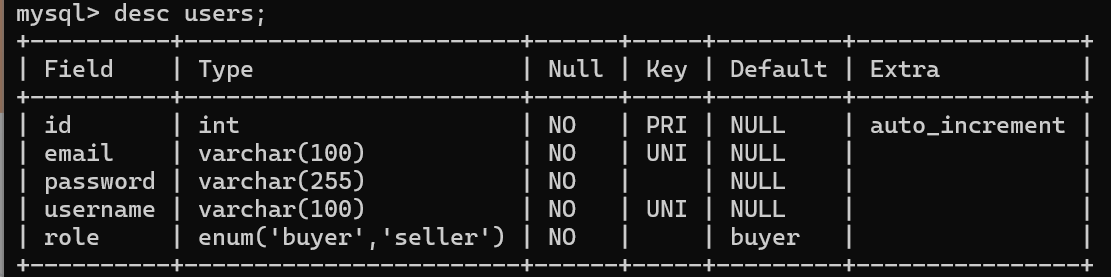 mysql> desc users;
+----------+-------------------------+------+-----+---------+----------------+
| Field    | Type                    | Null | Key | Default | Extra          |
+----------+-------------------------+------+-----+---------+----------------+
| id       | int                     | NO   | PRI | NULL    | auto_increment |
| email    | varchar(100)            | NO   | UNI | NULL    |                |
| password | varchar(255)            | NO   |     | NULL    |                |
| username | varchar(100)            | NO   | UNI | NULL    |                |
| role     | enum('buyer','seller')  | NO   |     | buyer   |                |
+----------+-------------------------+------+-----+---------+----------------+